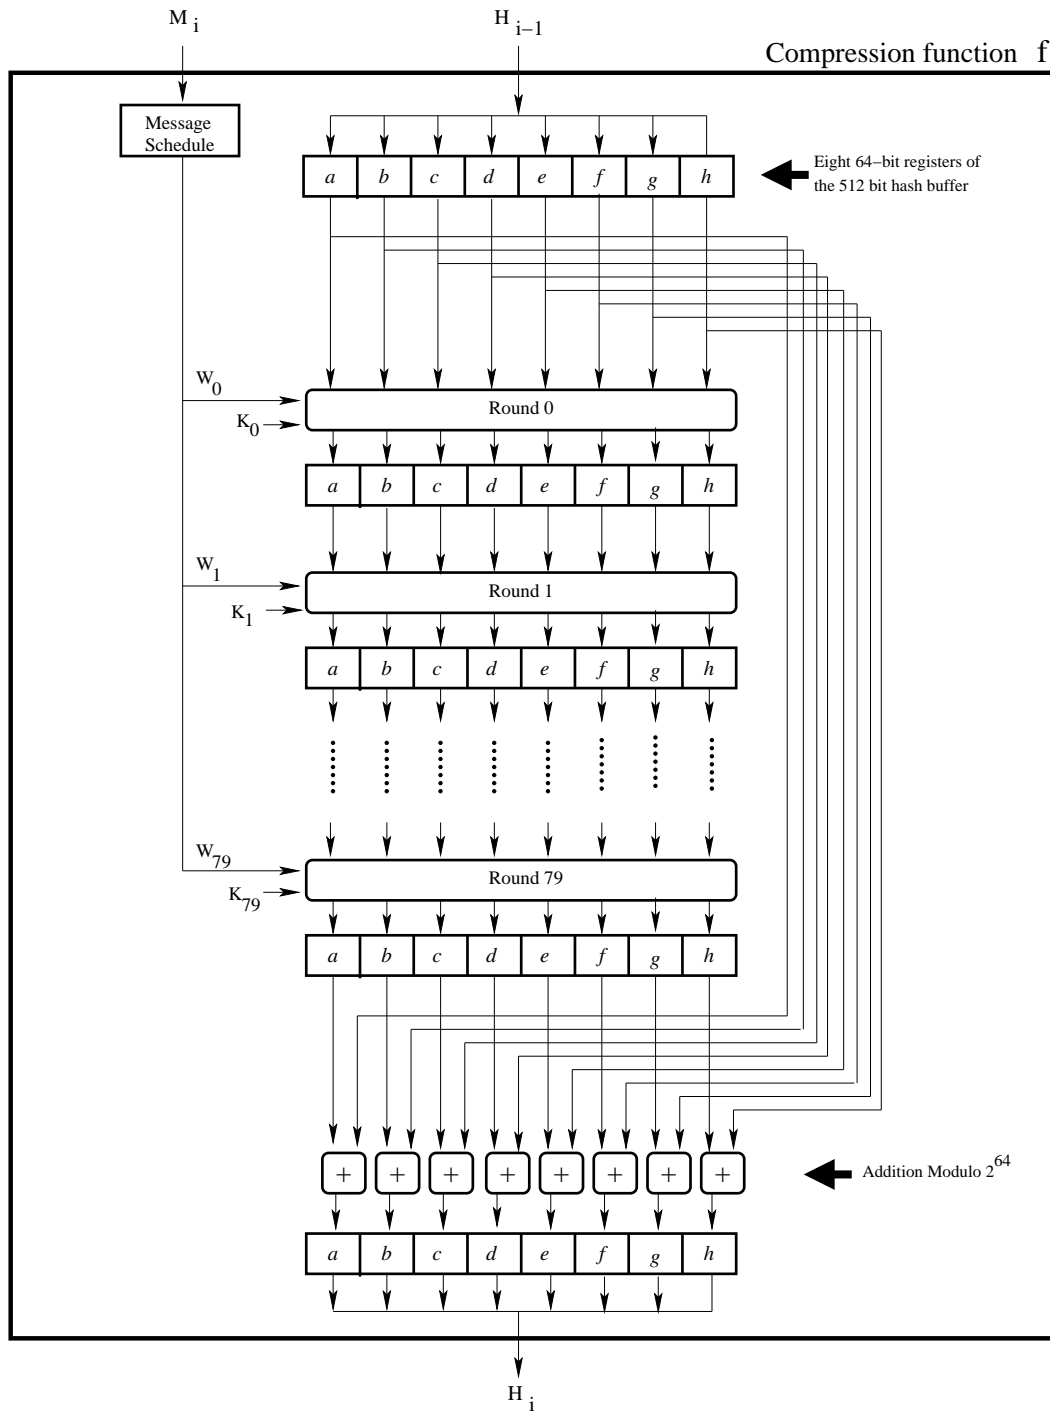 M i
H i−1
Compression function f
Message
Schedule
a b c d e f g h
Eight 64−bit registers of
the 512 bit hash buffer
W 0
Round 0
K 0
a b c d e f g h
W 1
Round 1
K 1
a b c d e f g h
W 79
Round 79
K 79
a b c d e f g h
+ + + + + + + +
Addition Modulo 2^64
a b c d e f g h
H i